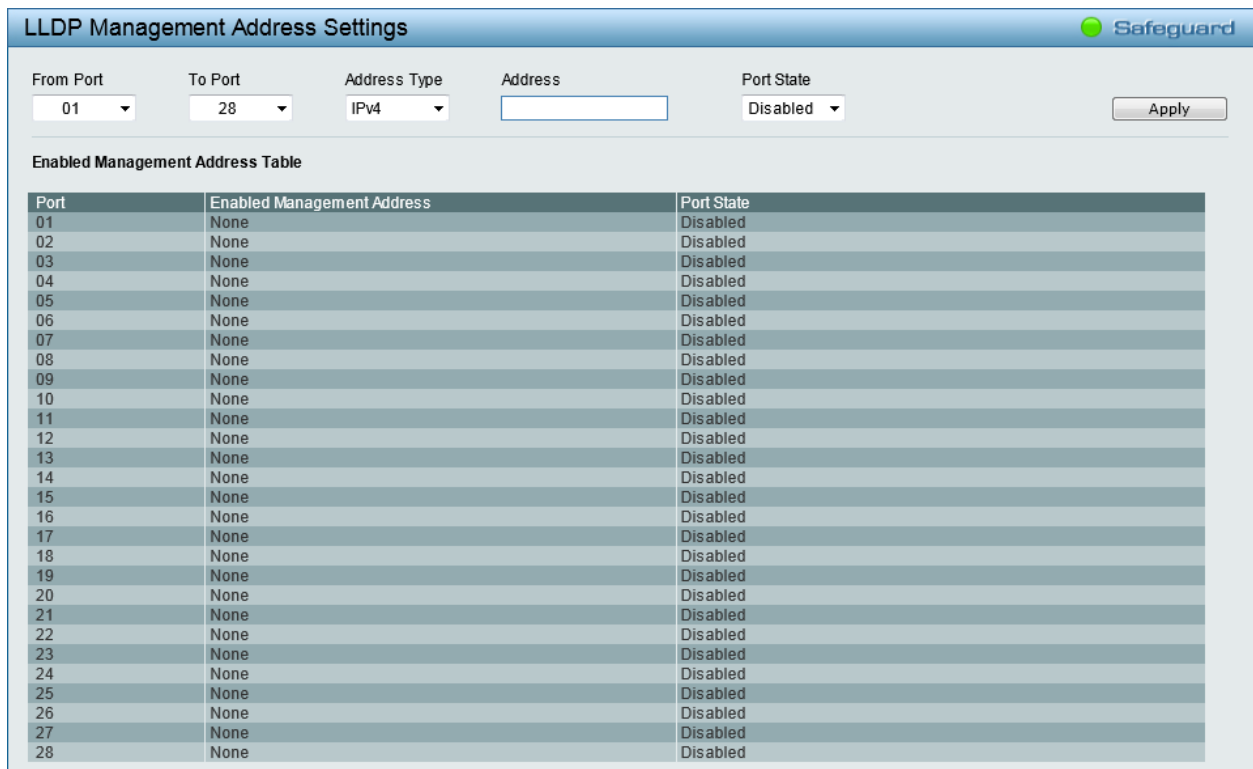 LLDP Management Address Settings Safeguard
From Port To Port Address Type Address Port State
01 28 IPv4 Disabled Apply
Enabled Management Address Table
Port Enabled Management Address Port State
01 None Disabled
02 None Disabled
03 None Disabled
04 None Disabled
05 None Disabled
06 None Disabled
07 None Disabled
08 None Disabled
09 None Disabled
10 None Disabled
11 None Disabled
12 None Disabled
13 None Disabled
14 None Disabled
15 None Disabled
16 None Disabled
17 None Disabled
18 None Disabled
19 None Disabled
20 None Disabled
21 None Disabled
22 None Disabled
23 None Disabled
24 None Disabled
25 None Disabled
26 None Disabled
27 None Disabled
28 None Disabled